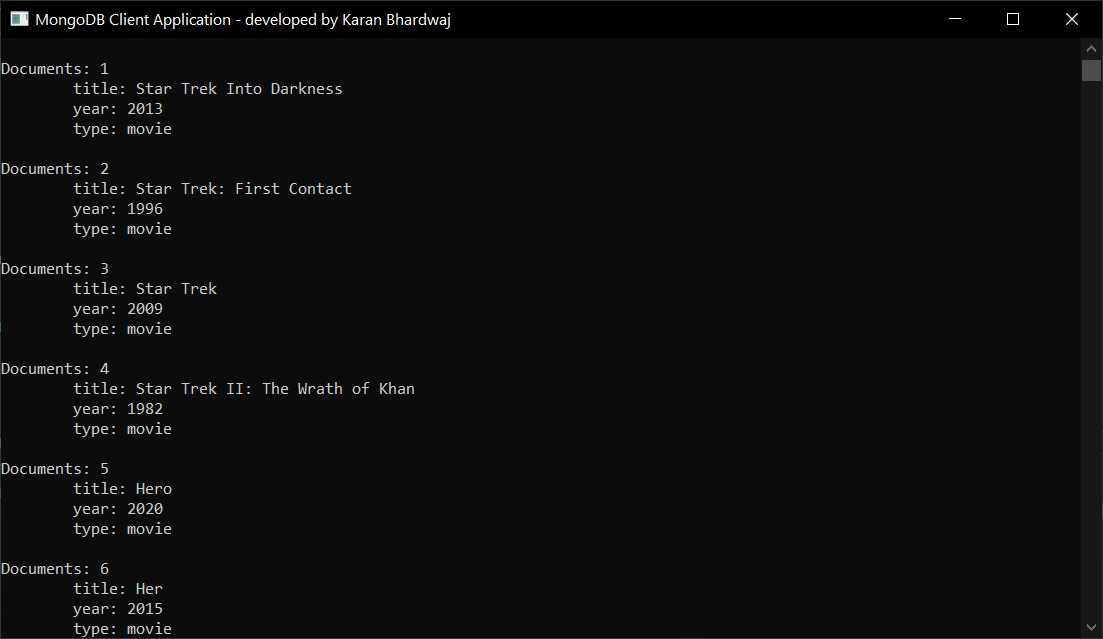 MongoDB Client Application - developed by Karan Bhardwaj
Documents: 1
title: Star Trek Into Darkness
year: 2013
type: movie
Documents: 2
title: Star Trek: First Contact
year: 1996
type: movie
Documents: 3
title: Star Trek
year: 2009
type: movie
Documents: 4
title: Star Trek II: The Wrath of Khan
year: 1982
type: movie
Documents: 5
title: Hero
year: 2020
type: movie
Documents: 6
title: Her
year: 2015
type: movie